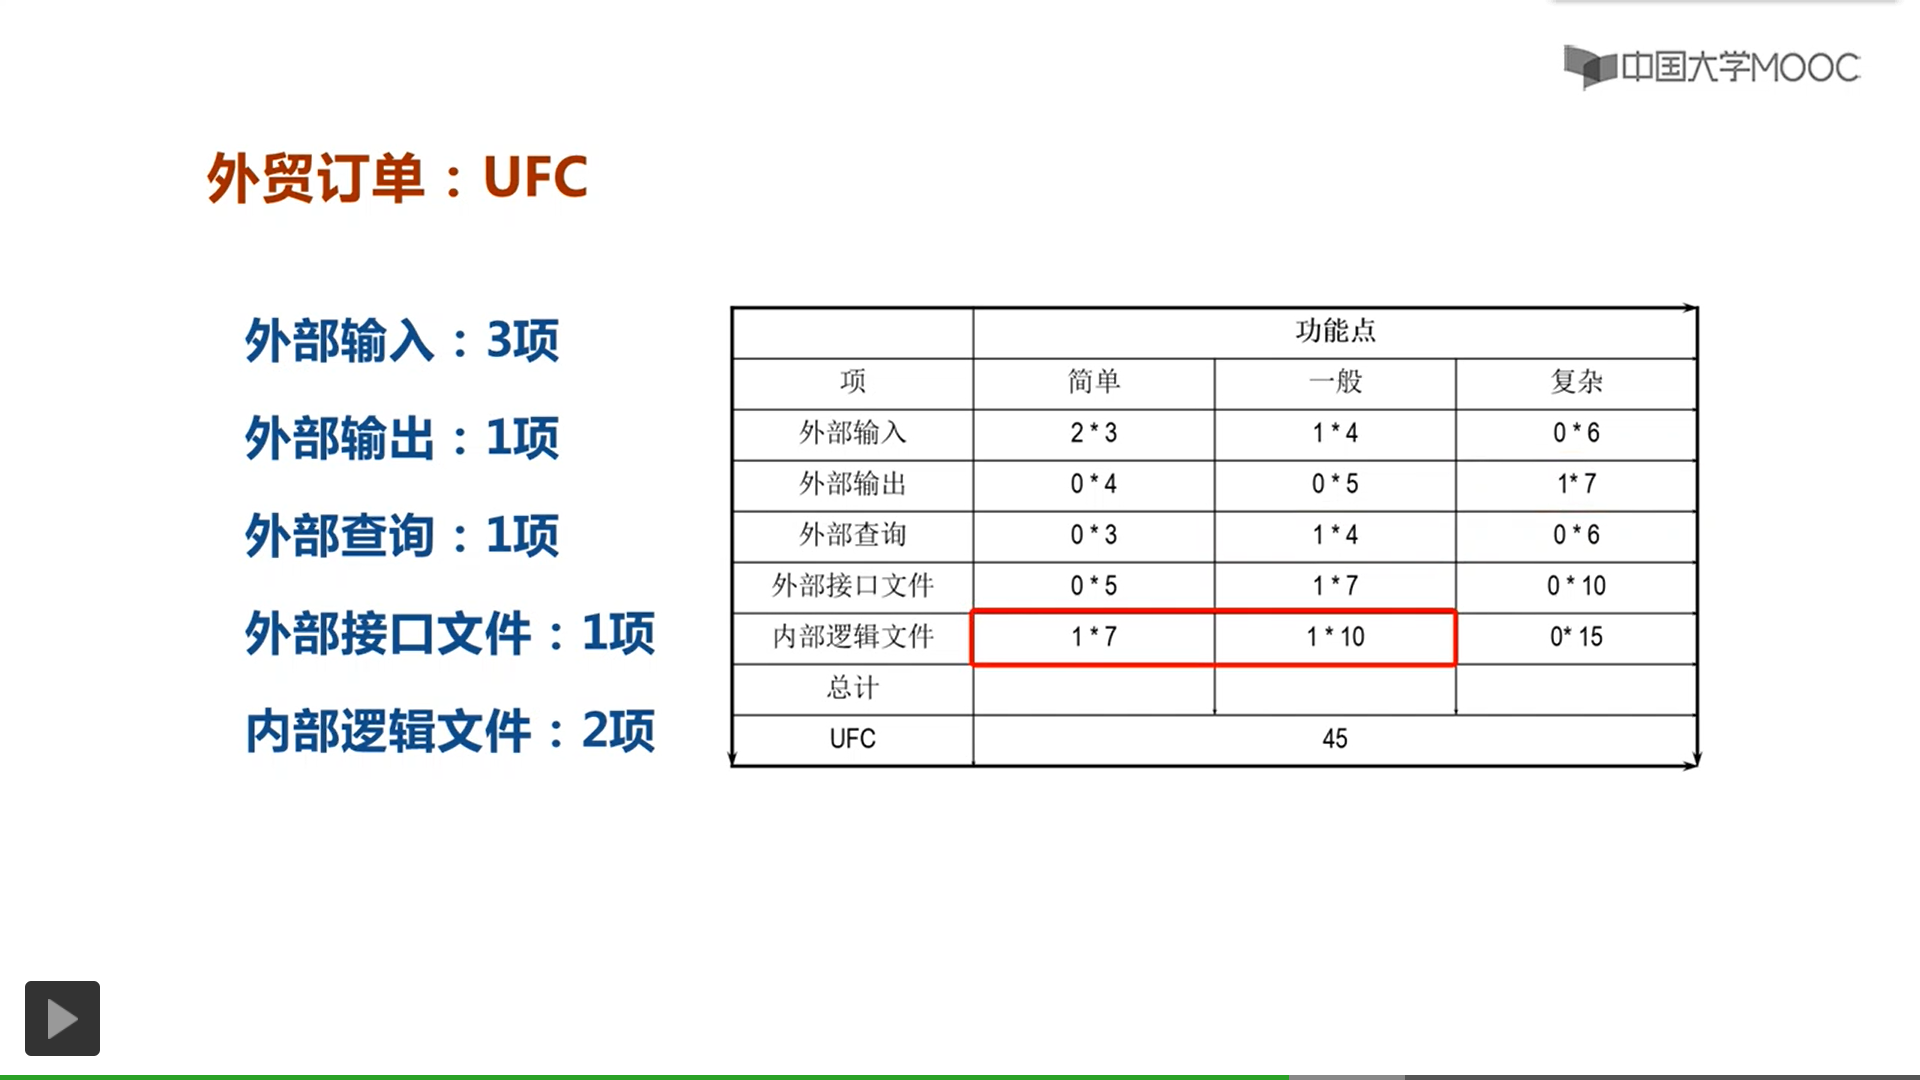 中国大学MOOC
外贸订单：UFC
外部输入：3项
外部输出：1项
外部查询：1项
外部接口文件：1项
内部逻辑文件：2项
功能点
项 简单 一般 复杂
外部输入 2 * 3 1 * 4 0 * 6
外部输出 0 * 4 0 * 5 1* 7
外部查询 0 * 3 1 * 4 0 * 6
外部接口文件 0 * 5 1 * 7 0 * 10
内部逻辑文件 1 * 7 1 * 10 0* 15
总计
UFC 45